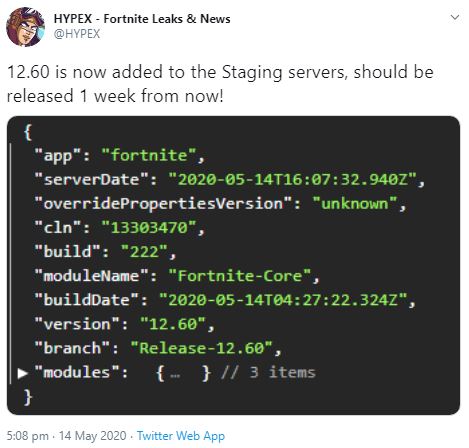 HYPEX - Fortnite Leaks & News
@HYPEX
12.60 is now added to the Staging servers, should be
released 1 week from now!
{
"app": "fortnite",
"serverDate": "2020-05-14T16:07:32.940Z",
"overridePropertiesVersion": "unknown",
"cln": "13303470",
"build": "222",
"moduleName": "Fortnite-Core",
"buildDate": "2020-05-14T04:27:22.324Z",
"version": "12.60",
"branch": "Release-12.60",
▶ "modules": { … } // 3 items
}
5:08 pm · 14 May 2020 · Twitter Web App